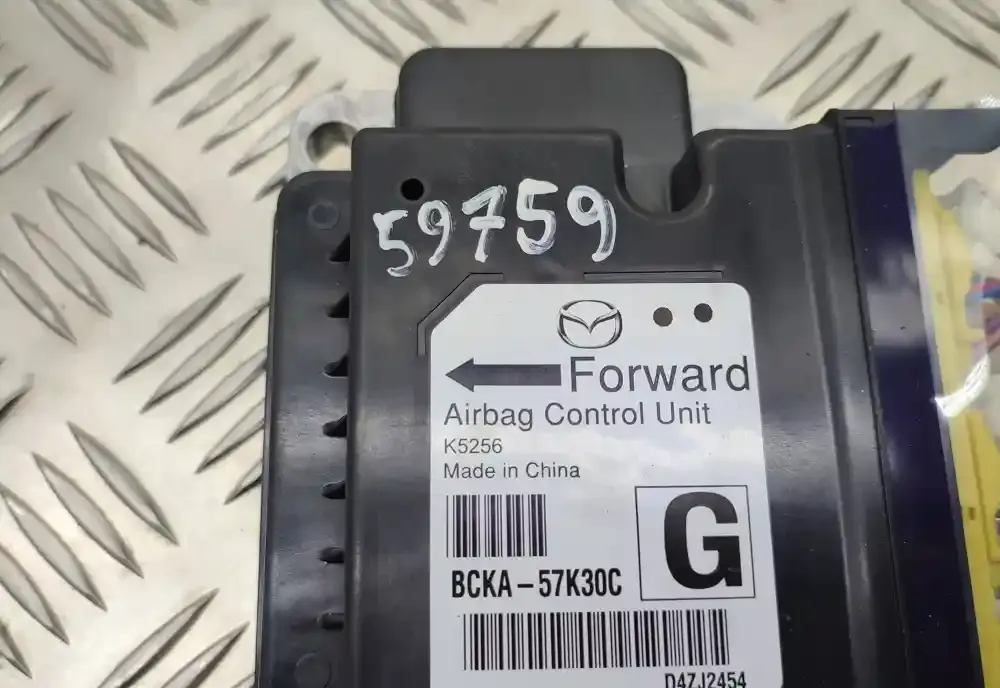 59759
Forward
Airbag Control Unit
K5256
Made in China
G
BCKA-57K30C
D47J2454